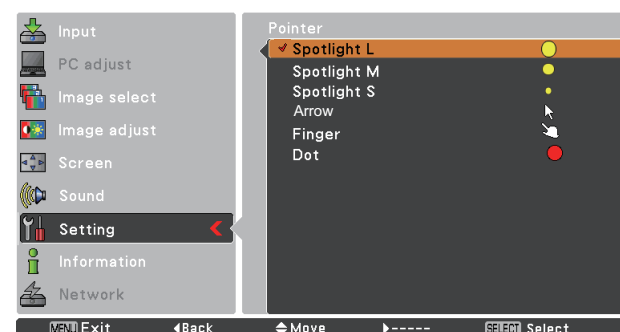 Input
PC adjust
Image select
Image adjust
Screen
Sound
Setting
Information
Network
Pointer
Spotlight L
Spotlight M
Spotlight S
Arrow
Finger
Dot
MENU Exit ◀Back ◆Move ▶----- SELECT Select